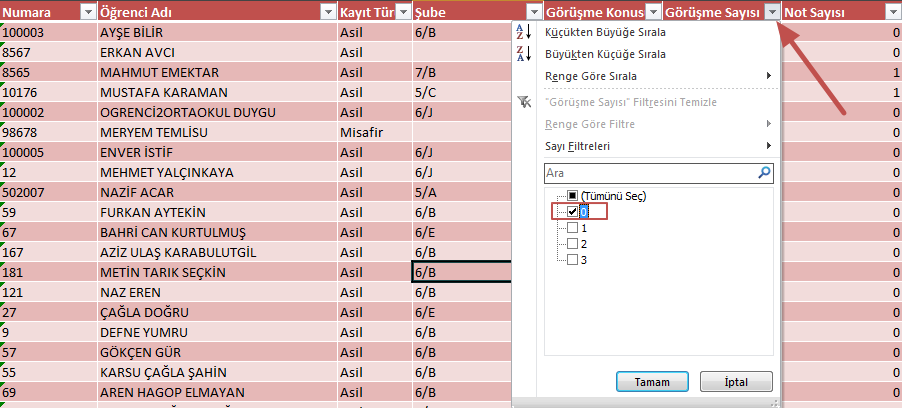 Numara Öğrenci Adı Kayıt Tür Şube Görüşme Konus Görüşme Sayısı Not Sayısı
100003 AYŞE BİLİR Asil 6/B 0
8567 ERKAN AVCI Asil 0
8565 MAHMUT EMEKTAR Asil 7/B 1
10176 MUSTAFA KARAMAN Asil 5/C 1
100002 OGRENCİ2ORTAOKUL DUYGU Asil 6/J 0
98678 MERYEM TEMLİSU Misafir 0
100005 ENVER İSTİF Asil 6/J 0
12 MEHMET YALÇINKAYA Asil 6/J 0
502007 NAZİF ACAR Asil 5/A 0
59 FURKAN AYTEKİN Asil 6/B 0
67 BAHRİ CAN KURTULMUŞ Asil 6/E 0
167 AZİZ ULAŞ KARABULUTGİL Asil 6/B 0
181 METİN TARIK SEÇKİN Asil 6/B 0
121 NAZ EREN Asil 6/B 0
27 ÇAĞLA DOĞRU Asil 6/E 0
9 DEFNE YUMRU Asil 6/B 0
57 GÖKÇEN GÜR Asil 6/B 0
55 KARSU ÇAĞLA ŞAHİN Asil 6/B 0
69 AREN HAGOP ELMAYAN Asil 6/B 0
Küçükten Büyüğe Sırala
Büyükten Küçüğe Sırala
Renge Göre Sırala
"Görüşme Sayısı" Filtresini Temizle
Renge Göre Filtre
Sayı Filtreleri
Ara
(Tümünü Seç)
0
1
2
3
Tamam İptal